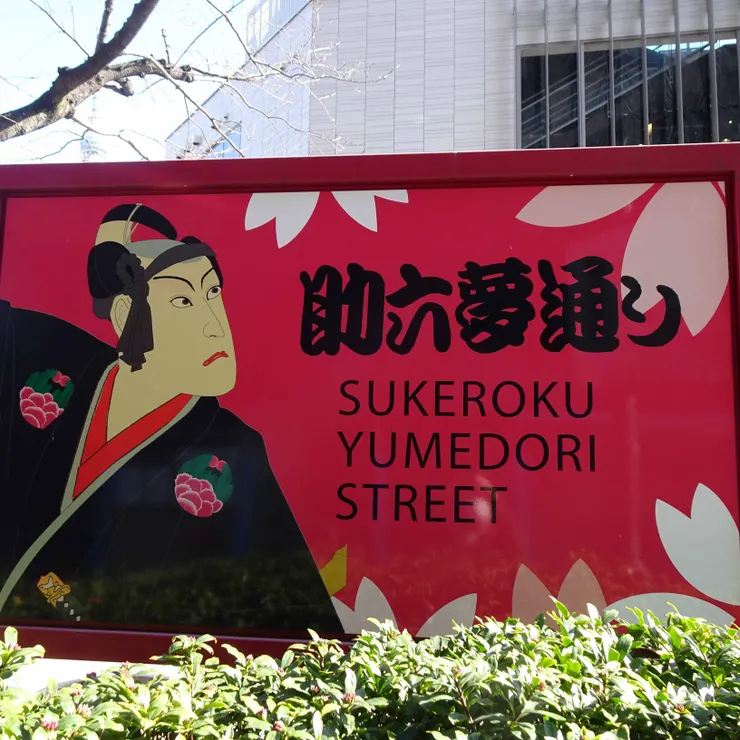 助六夢通り
SUKEROKU
YUMEDORI
STREET